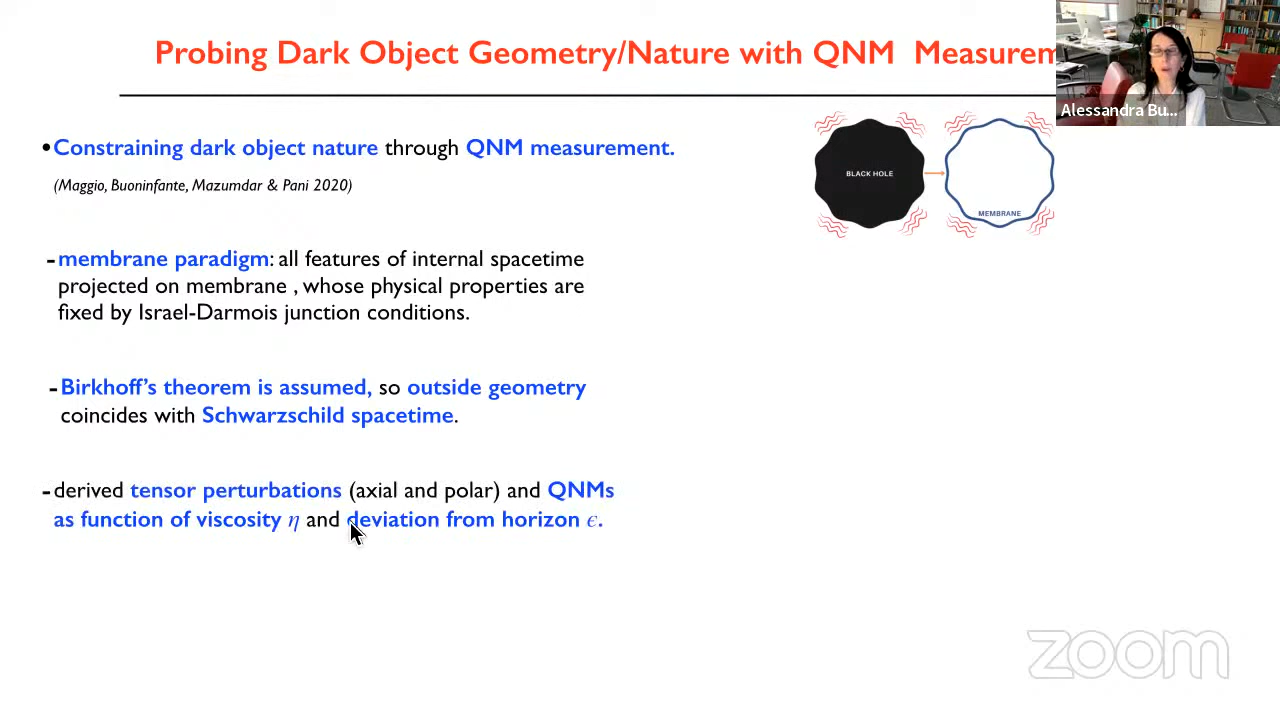 Probing Dark Object Geometry/Nature with QNM Measurem
Alessandra Bu...
•Constraining dark object nature through QNM measurement.
(Maggio, Buoninfante, Mazumdar & Pani 2020)
BLACK HOLE
MEMBRANE
-membrane paradigm: all features of internal spacetime
projected on membrane , whose physical properties are
fixed by Israel-Darmois junction conditions.
-Birkhoff's theorem is assumed, so outside geometry
coincides with Schwarzschild spacetime.
-derived tensor perturbations (axial and polar) and QNMs
as function of viscosity η and deviation from horizon ϵ.
zoom